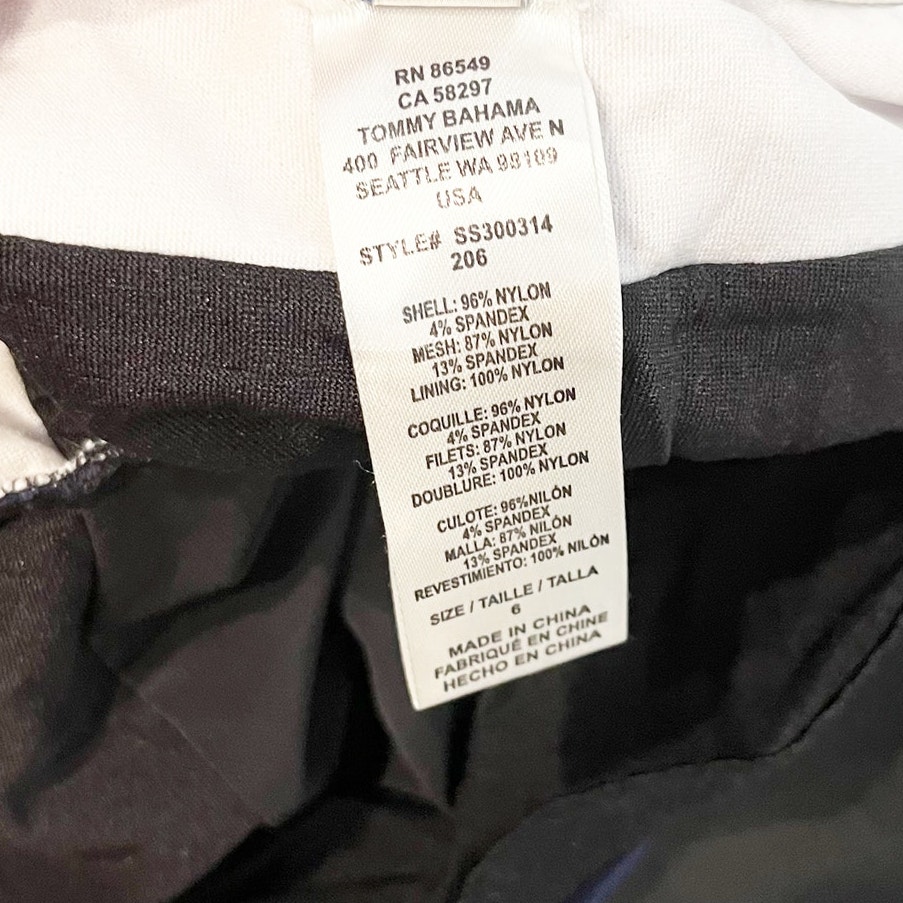 RN 86549
CA 58297
TOMMY BAHAMA
400 FAIRVIEW AVE N
SEATTLE WA 98109
USA
STYLE# SS300314
206
SHELL: 96% NYLON
4% SPANDEX
MESH: 87% NYLON
13% SPANDEX
LINING: 100% NYLON
COQUILLE: 96% NYLON
4% SPANDEX
FILETS: 87% NYLON
13% SPANDEX
DOUBLURE: 100% NYLON
CULOTE: 96%NILÓN
4% SPANDEX
MALLA: 87% NILÓN
13% SPANDEX
REVESTIMIENTO: 100% NILÓN
SIZE / TAILLE / TALLA
6
MADE IN CHINA
FABRIQUÉ EN CHINE
HECHO EN CHINA